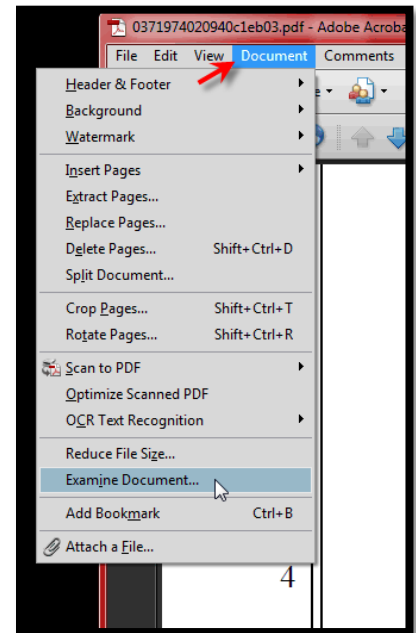 0371974020940c1eb03.pdf - Adobe Acroba
File Edit View Document Comments
Header & Footer
Background
Watermark
Insert Pages
Extract Pages...
Replace Pages...
Delete Pages... Shift+Ctrl+D
Split Document...
Crop Pages... Shift+Ctrl+T
Rotate Pages... Shift+Ctrl+R
Scan to PDF
Optimize Scanned PDF
OCR Text Recognition
Reduce File Size...
Examine Document...
Add Bookmark Ctrl+B
Attach a File...
4